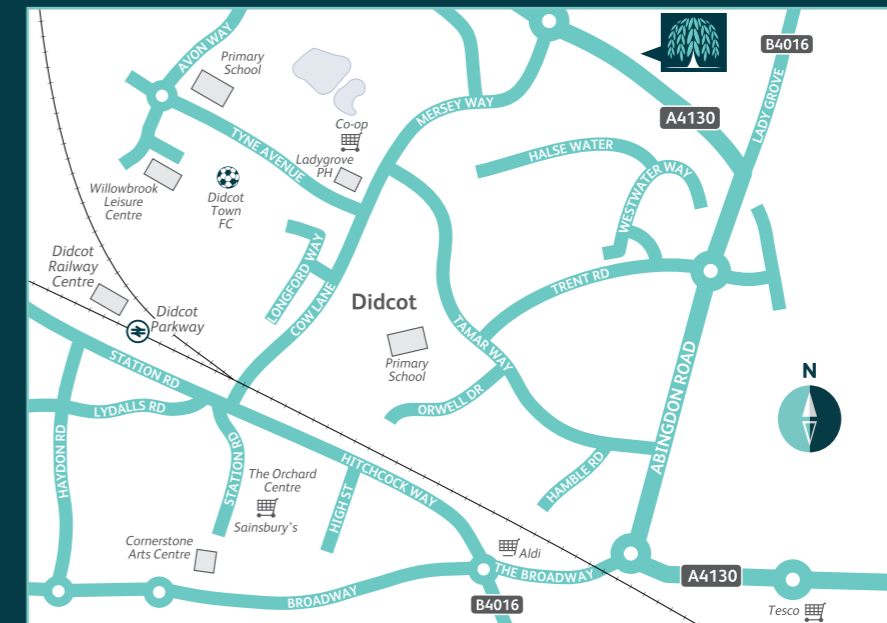 AVON WAY
Primary
School
B4016
LADY GROVE
A4130
MERSEY WAY
Co-op
TYNE AVENUE
Ladygrove
PH
HALSE WATER
WESTWATER WAY
Willowbrook
Leisure
Centre
Didcot
Town
FC
Didcot
Railway
Centre
LONGFORD WAY
TRENT RD
Didcot
Parkway
COW LANE
Didcot
TAMAR WAY
Primary
School
STATION RD
ORWELL DR
ABINGDON ROAD
N
LYDALLS RD
HAYDON RD
STATION RD
The Orchard
Centre
Sainsbury's
HITCHCOCK WAY
HIGH ST
HAMBLE RD
Cornerstone
Arts Centre
Aldi
THE BROADWAY
A4130
BROADWAY
B4016
Tesco